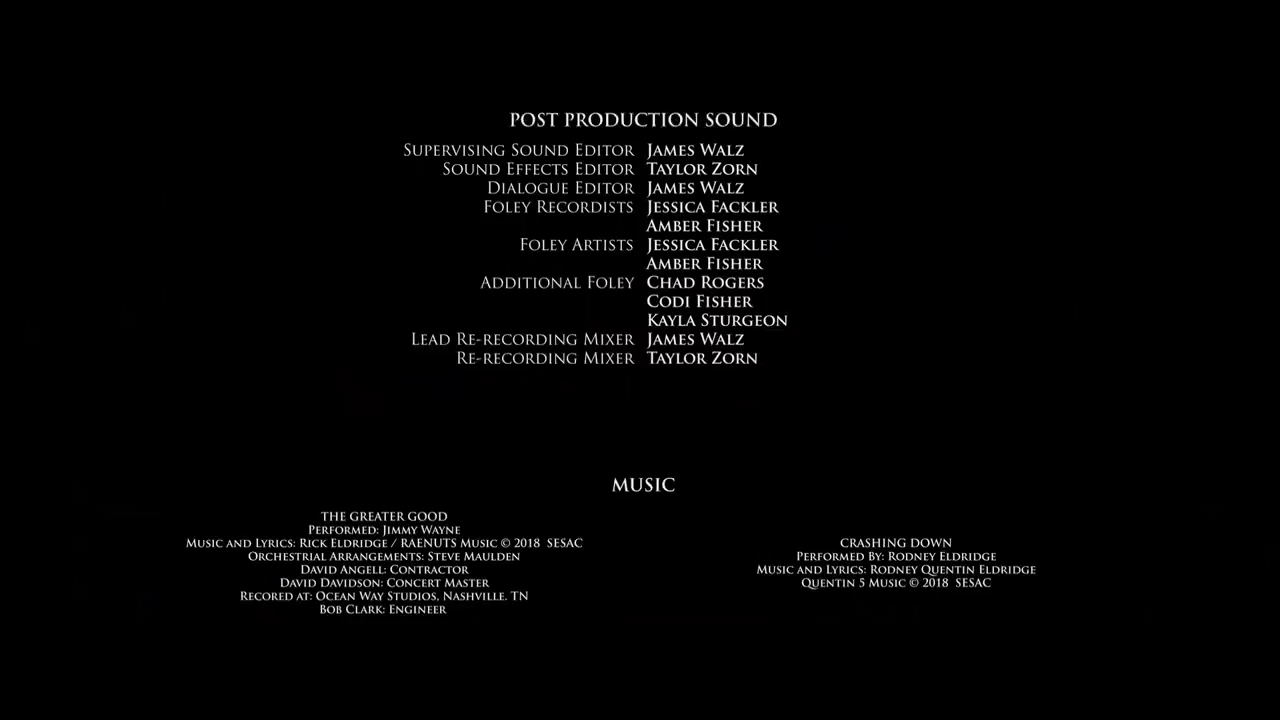 POST PRODUCTION SOUND
SUPERVISING SOUND EDITOR JAMES WALZ
SOUND EFFECTS EDITOR TAYLOR ZORN
DIALOGUE EDITOR JAMES WALZ
FOLEY RECORDISTS JESSICA FACKLER
AMBER FISHER
FOLEY ARTISTS JESSICA FACKLER
AMBER FISHER
ADDITIONAL FOLEY CHAD ROGERS
CODI FISHER
KAYLA STURGEON
LEAD RE-RECORDING MIXER JAMES WALZ
RE-RECORDING MIXER TAYLOR ZORN
MUSIC
THE GREATER GOOD
PERFORMED: JIMMY WAYNE
MUSIC AND LYRICS: RICK ELDRIDGE / RAENUTS MUSIC © 2018 SESAC
ORCHESTRIAL ARRANGEMENTS: STEVE MAULDEN
DAVID ANGELL: CONTRACTOR
DAVID DAVIDSON: CONCERT MASTER
RECORED AT: OCEAN WAY STUDIOS, NASHVILLE. TN
BOB CLARK: ENGINEER
CRASHING DOWN
PERFORMED BY: RODNEY ELDRIDGE
MUSIC AND LYRICS: RODNEY QUENTIN ELDRIDGE
QUENTIN 5 MUSIC © 2018 SESAC